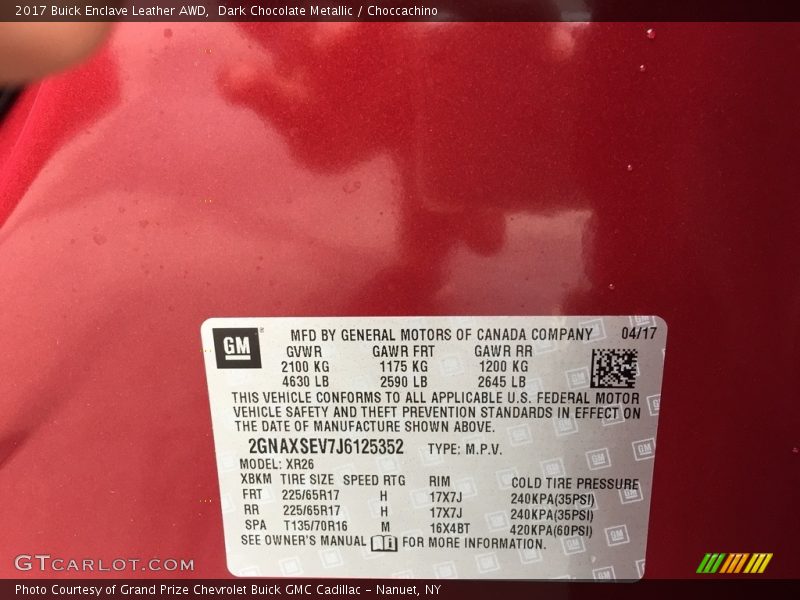 2017 Buick Enclave Leather AWD,  Dark Chocolate Metallic / Choccachino
GM
MFD BY GENERAL MOTORS OF CANADA COMPANY 04/17
GVWR GAWR FRT GAWR RR
2100 KG 1175 KG 1200 KG
4630 LB 2590 LB 2645 LB
THIS VEHICLE CONFORMS TO ALL APPLICABLE U.S. FEDERAL MOTOR
VEHICLE SAFETY AND THEFT PREVENTION STANDARDS IN EFFECT ON
THE DATE OF MANUFACTURE SHOWN ABOVE.
2GNAXSEV7J6125352 TYPE: M.P.V.
MODEL: XR26
XBKM TIRE SIZE SPEED RTG RIM COLD TIRE PRESSURE
FRT 225/65R17 H 17X7J 240KPA(35PSI)
RR 225/65R17 H 17X7J 240KPA(35PSI)
SPA T135/70R16 M 16X4BT 420KPA(60PSI)
SEE OWNER'S MANUAL FOR MORE INFORMATION.
GTCARLOT.COM
Photo Courtesy of Grand Prize Chevrolet Buick GMC Cadillac - Nanuet, NY